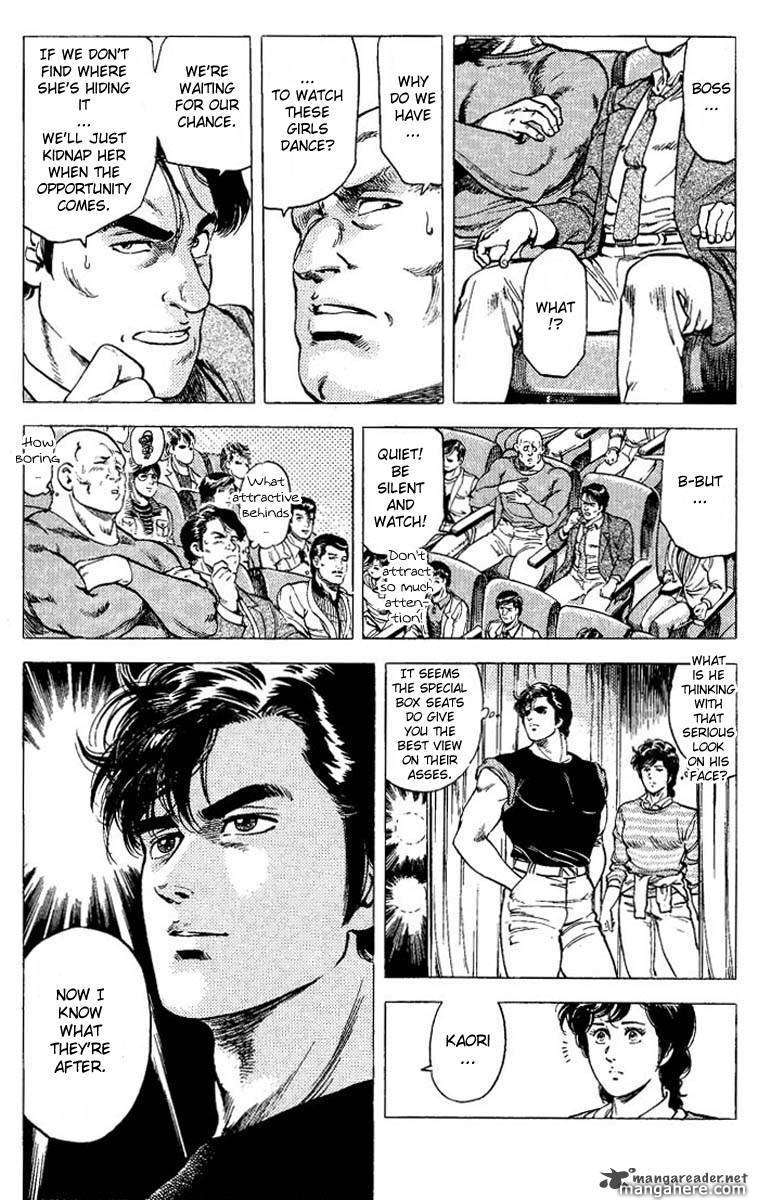 BOSS
...
WHAT
!?
WHY
DO WE
HAVE ...
...
TO WATCH
THESE
GIRLS
DANCE?
WE'RE
WAITING
FOR OUR
CHANCE.
IF WE DON'T
FIND WHERE
SHE'S HIDING
IT
...
WE'LL JUST
KIDNAP HER
WHEN THE
OPPORTUNITY
COMES.
B-BUT
...
QUIET!
BE
SILENT
AND
WATCH!
Don't
attract
so much
atten-
tion!
What
attractive
behinds
...
How
boring
...
WHAT
IS HE
THINKING
WITH
THAT
SERIOUS
LOOK
ON HIS
FACE?
IT SEEMS
THE SPECIAL
BOX SEATS
DO GIVE
YOU THE
BEST VIEW
ON THEIR
ASSES.
KAORI
...
NOW I
KNOW
WHAT
THEY'RE
AFTER.
mangareader.net
mangahere.com